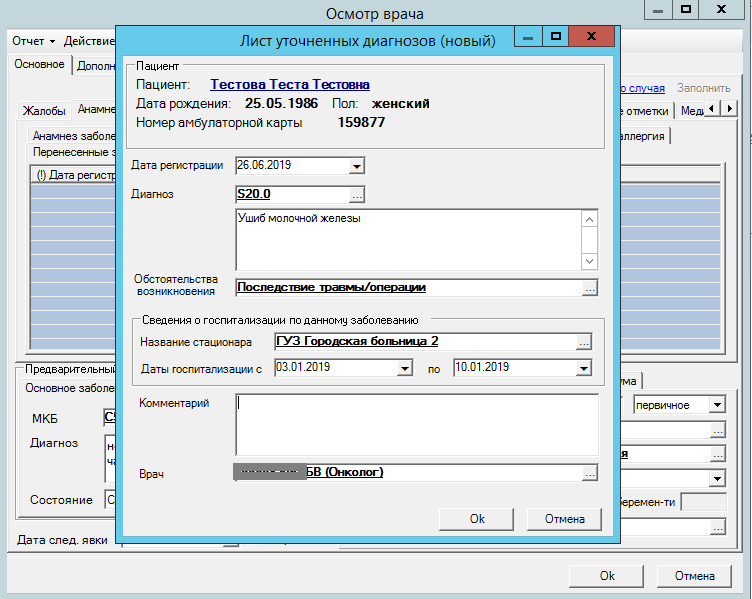 Осмотр врача
Отчет Действие
Основное Дополн
о случая Заполнить
Жалобы Анамне
е отметки Меди
Анамнез заболе
аллергия
Перенесенные з
(!) Дата регистр
Предварительный
Основное заболе
МКБ
Диагноз
Состояние
первичное
Беремен-ти
Дата след. явки
Ok Отмена
Лист уточненных диагнозов (новый)
Пациент
Пациент: Тестова Теста Тестовна
Дата рождения: 25.05.1986 Пол: женский
Номер амбулаторной карты 159877
Дата регистрации 26.06.2019
Диагноз S20.0 ...
Ушиб молочной железы
Обстоятельства
возникновения Последствие травмы/операции ...
Сведения о госпитализации по данному заболеванию
Название стационара ГУЗ Городская больница 2 ...
Даты госпитализации с 03.01.2019 по 10.01.2019
Комментарий
Врач БВ (Онколог) ...
Ok Отмена